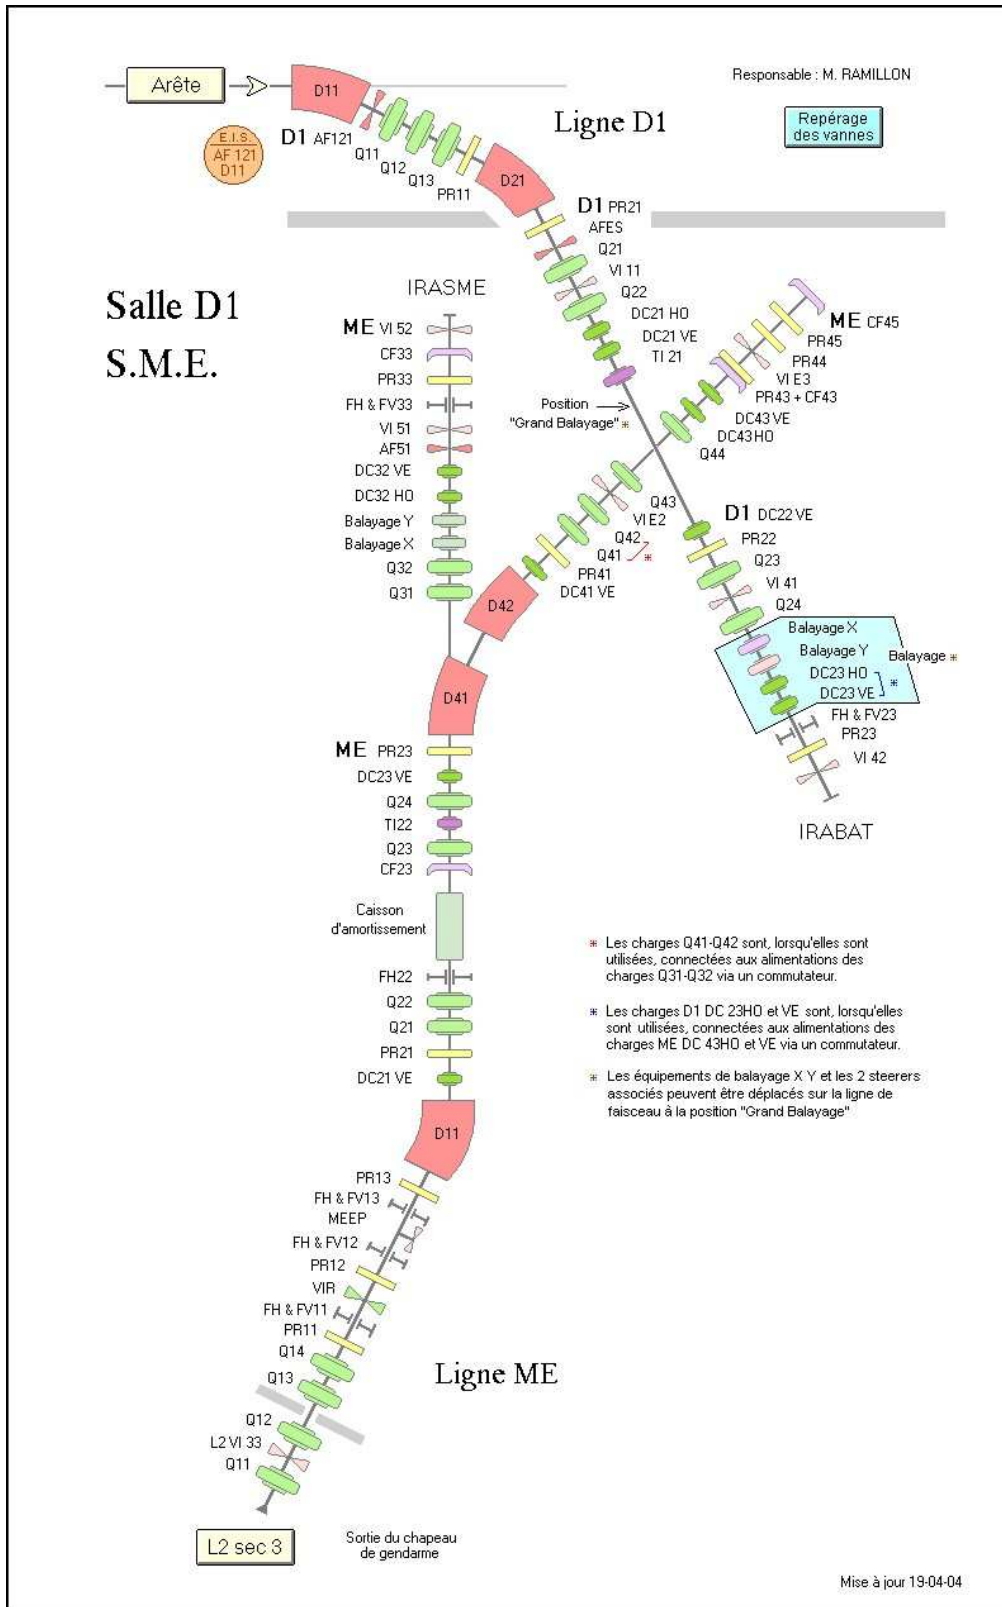 Responsable : M. RAMILLON
Arête
D11
Ligne D1
Repérage
des vannes
E.I.S.
AF 121
D11
D1 AF121
Q11
Q12
Q13
PR11
D21
D1 PR21
AFES
Q21
VI 11
Q22
DC21 HO
DC21 VE
TI 21
Salle D1
S.M.E.
IRASME
ME VI 52
CF33
PR33
FH & FV33
VI 51
AF51
DC32 VE
DC32 HO
Balayage Y
Balayage X
Q32
Q31
Position
"Grand Balayage" *
ME CF45
PR45
PR44
VI E3
PR43 + CF43
DC43 VE
DC43 HO
Q44
Q43
VI E2
Q42
Q41 *
PR41
DC41 VE
D42
D41
D1 DC22 VE
PR22
Q23
VI 41
Q24
Balayage X
Balayage Y
Balayage *
DC23 HO
DC23 VE *
FH & FV23
PR23
VI 42
IRABAT
ME PR23
DC23 VE
Q24
TI22
Q23
CF23
Caisson
d'amortissement
FH22
Q22
Q21
PR21
DC21 VE
D11
* Les charges Q41-Q42 sont, lorsqu'elles sont
utilisées, connectées aux alimentations des
charges Q31-Q32 via un commutateur.
* Les charges D1 DC 23HO et VE sont, lorsqu'elles
sont utilisées, connectées aux alimentations des
charges ME DC 43HO et VE via un commutateur.
* Les équipements de balayage X Y et les 2 steerers
associés peuvent être déplacés sur la ligne de
faisceau à la position "Grand Balayage"
PR13
FH & FV13
MEEP
FH & FV12
PR12
VIR
FH & FV11
PR11
Q14
Q13
Ligne ME
Q12
L2 VI 33
Q11
L2 sec 3
Sortie du chapeau
de gendarme
Mise à jour 19-04-04